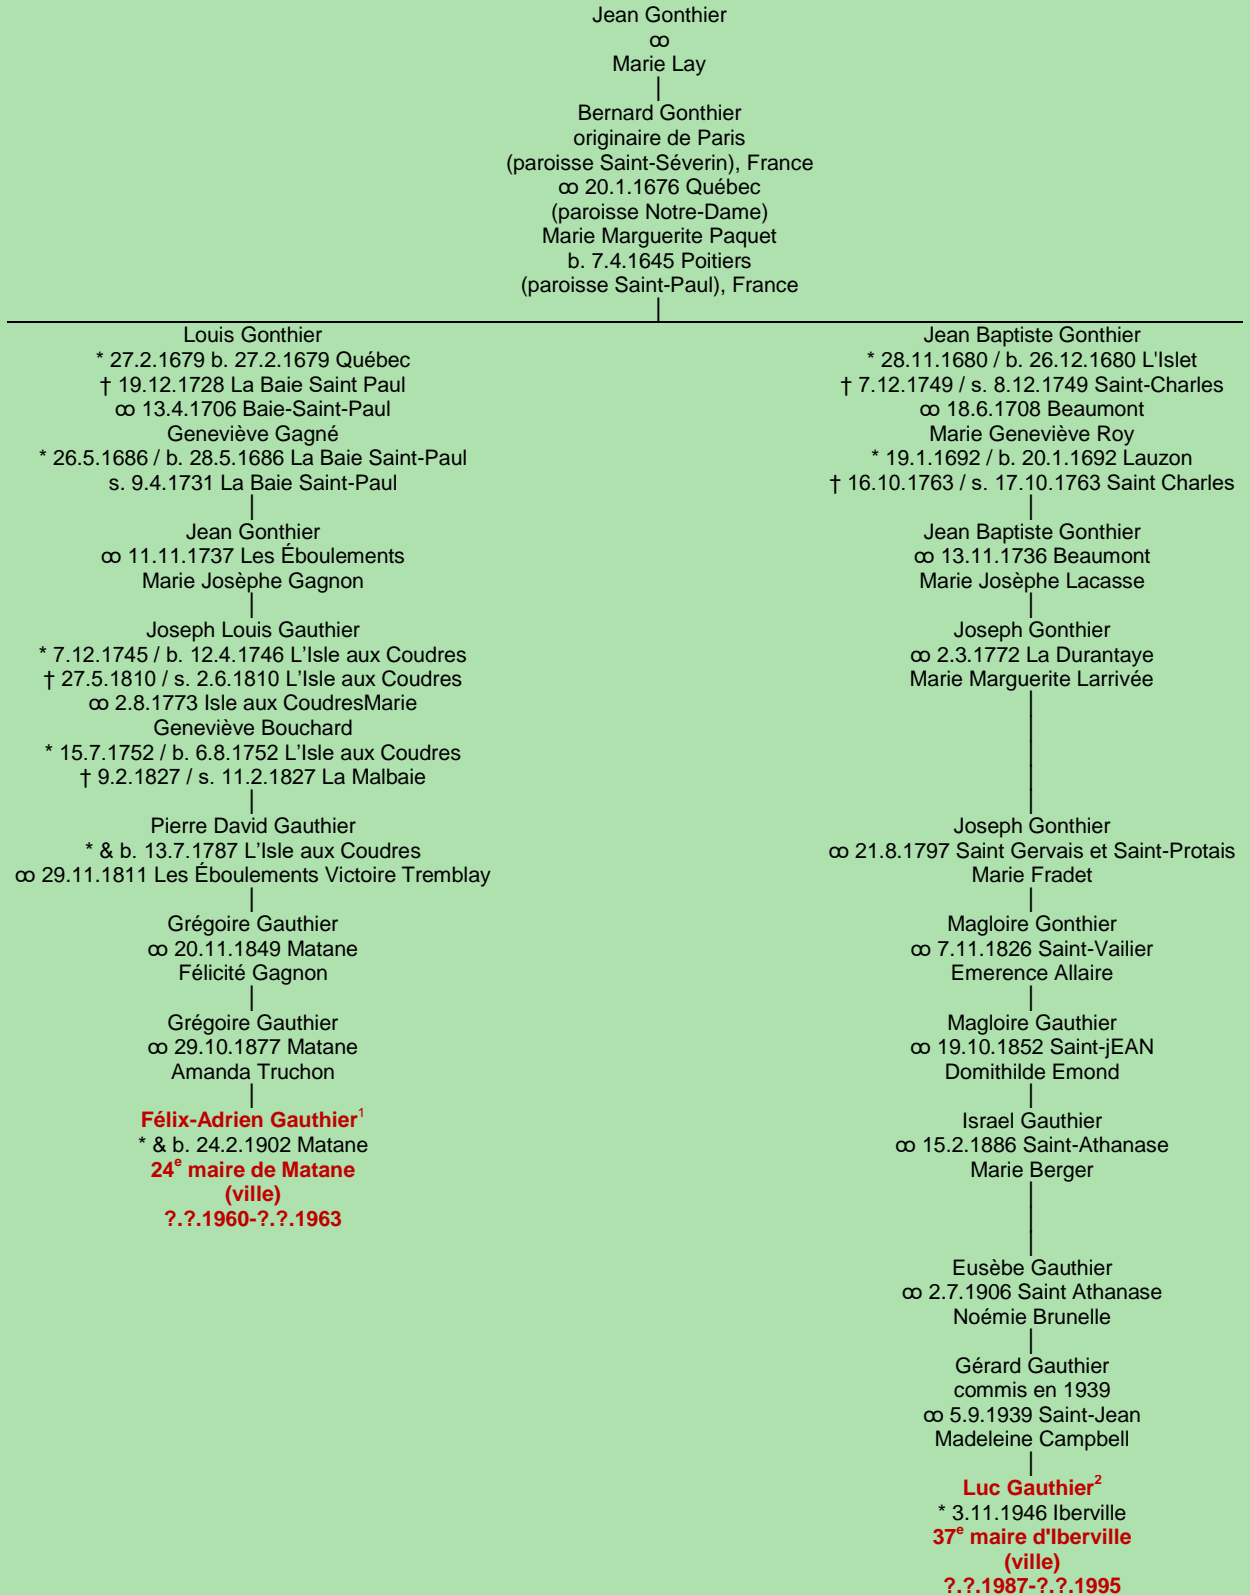 Jean Gonthier
ꝏ
Marie Lay
Bernard Gonthier
originaire de Paris
(paroisse Saint-Séverin), France
ꝏ 20.1.1676 Québec
(paroisse Notre-Dame)
Marie Marguerite Paquet
b. 7.4.1645 Poitiers
(paroisse Saint-Paul), France
Louis Gonthier
* 27.2.1679 b. 27.2.1679 Québec
† 19.12.1728 La Baie Saint Paul
ꝏ 13.4.1706 Baie-Saint-Paul
Geneviève Gagné
* 26.5.1686 / b. 28.5.1686 La Baie Saint-Paul
s. 9.4.1731 La Baie Saint-Paul
Jean Gonthier
ꝏ 11.11.1737 Les Éboulements
Marie Josèphe Gagnon
Joseph Louis Gauthier
* 7.12.1745 / b. 12.4.1746 L'Isle aux Coudres
† 27.5.1810 / s. 2.6.1810 L'Isle aux Coudres
ꝏ 2.8.1773 Isle aux CoudresMarie
Geneviève Bouchard
* 15.7.1752 / b. 6.8.1752 L'Isle aux Coudres
† 9.2.1827 / s. 11.2.1827 La Malbaie
Pierre David Gauthier
* & b. 13.7.1787 L'Isle aux Coudres
ꝏ 29.11.1811 Les Éboulements Victoire Tremblay
Grégoire Gauthier
ꝏ 20.11.1849 Matane
Félicité Gagnon
Grégoire Gauthier
ꝏ 29.10.1877 Matane
Amanda Truchon
Félix-Adrien Gauthier¹
* & b. 24.2.1902 Matane
24ᵉ maire de Matane
(ville)
?.?.1960-?.?.1963
Jean Baptiste Gonthier
* 28.11.1680 / b. 26.12.1680 L'Islet
† 7.12.1749 / s. 8.12.1749 Saint-Charles
ꝏ 18.6.1708 Beaumont
Marie Geneviève Roy
* 19.1.1692 / b. 20.1.1692 Lauzon
† 16.10.1763 / s. 17.10.1763 Saint Charles
Jean Baptiste Gonthier
ꝏ 13.11.1736 Beaumont
Marie Josèphe Lacasse
Joseph Gonthier
ꝏ 2.3.1772 La Durantaye
Marie Marguerite Larrivée
Joseph Gonthier
ꝏ 21.8.1797 Saint Gervais et Saint-Protais
Marie Fradet
Magloire Gonthier
ꝏ 7.11.1826 Saint-Vailier
Emerence Allaire
Magloire Gauthier
ꝏ 19.10.1852 Saint-jEAN
Domithilde Emond
Israel Gauthier
ꝏ 15.2.1886 Saint-Athanase
Marie Berger
Eusèbe Gauthier
ꝏ 2.7.1906 Saint Athanase
Noémie Brunelle
Gérard Gauthier
commis en 1939
ꝏ 5.9.1939 Saint-Jean
Madeleine Campbell
Luc Gauthier²
* 3.11.1946 Iberville
37ᵉ maire d'Iberville
(ville)
?.?.1987-?.?.1995